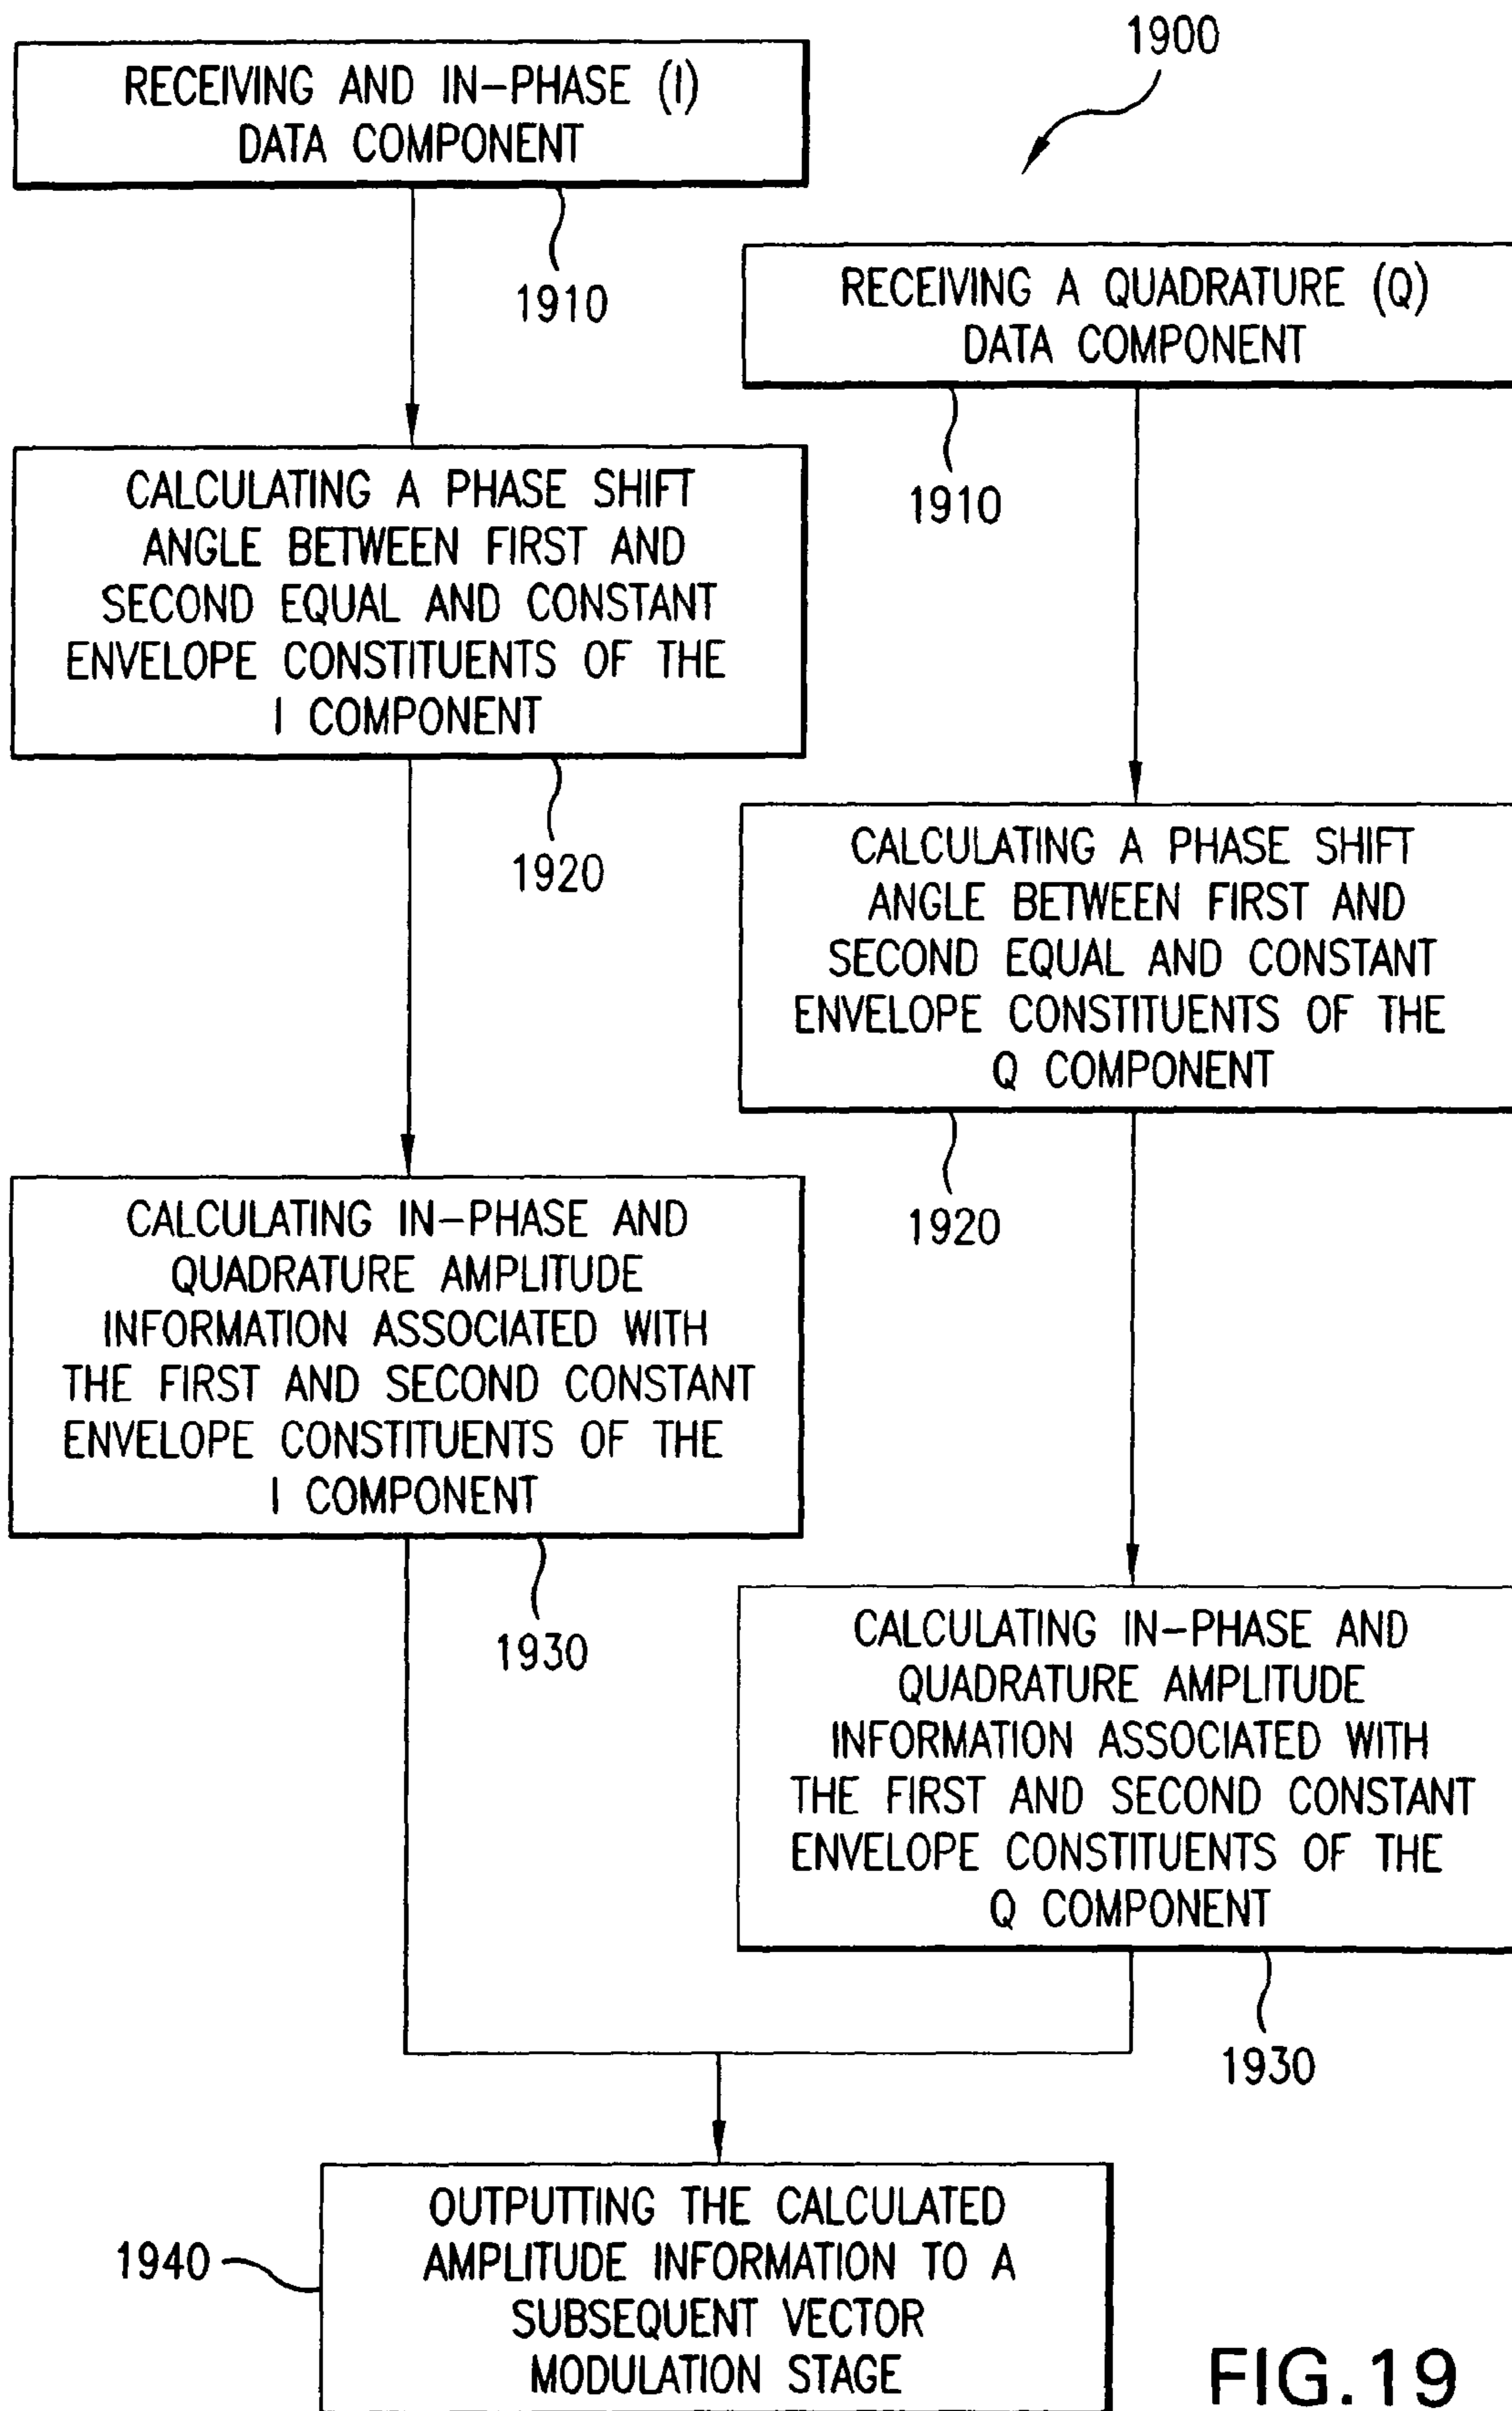 1900
RECEIVING AND IN-PHASE (I)
DATA COMPONENT
1910
RECEIVING A QUADRATURE (Q)
DATA COMPONENT
1910
CALCULATING A PHASE SHIFT
ANGLE BETWEEN FIRST AND
SECOND EQUAL AND CONSTANT
ENVELOPE CONSTITUENTS OF THE
I COMPONENT
1920
CALCULATING A PHASE SHIFT
ANGLE BETWEEN FIRST AND
SECOND EQUAL AND CONSTANT
ENVELOPE CONSTITUENTS OF THE
Q COMPONENT
1920
CALCULATING IN-PHASE AND
QUADRATURE AMPLITUDE
INFORMATION ASSOCIATED WITH
THE FIRST AND SECOND CONSTANT
ENVELOPE CONSTITUENTS OF THE
I COMPONENT
1930
CALCULATING IN-PHASE AND
QUADRATURE AMPLITUDE
INFORMATION ASSOCIATED WITH
THE FIRST AND SECOND CONSTANT
ENVELOPE CONSTITUENTS OF THE
Q COMPONENT
1930
OUTPUTTING THE CALCULATED
AMPLITUDE INFORMATION TO A
SUBSEQUENT VECTOR
MODULATION STAGE
1940
FIG.19